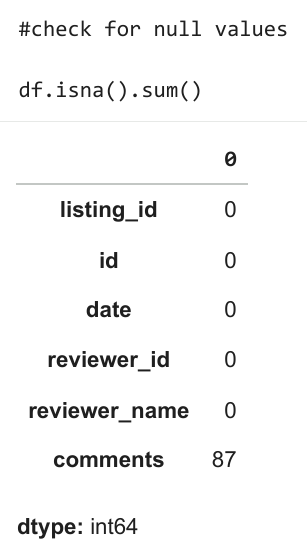 #check for null values
df.isna().sum()
0
listing_id 0
id 0
date 0
reviewer_id 0
reviewer_name 0
comments 87
dtype: int64